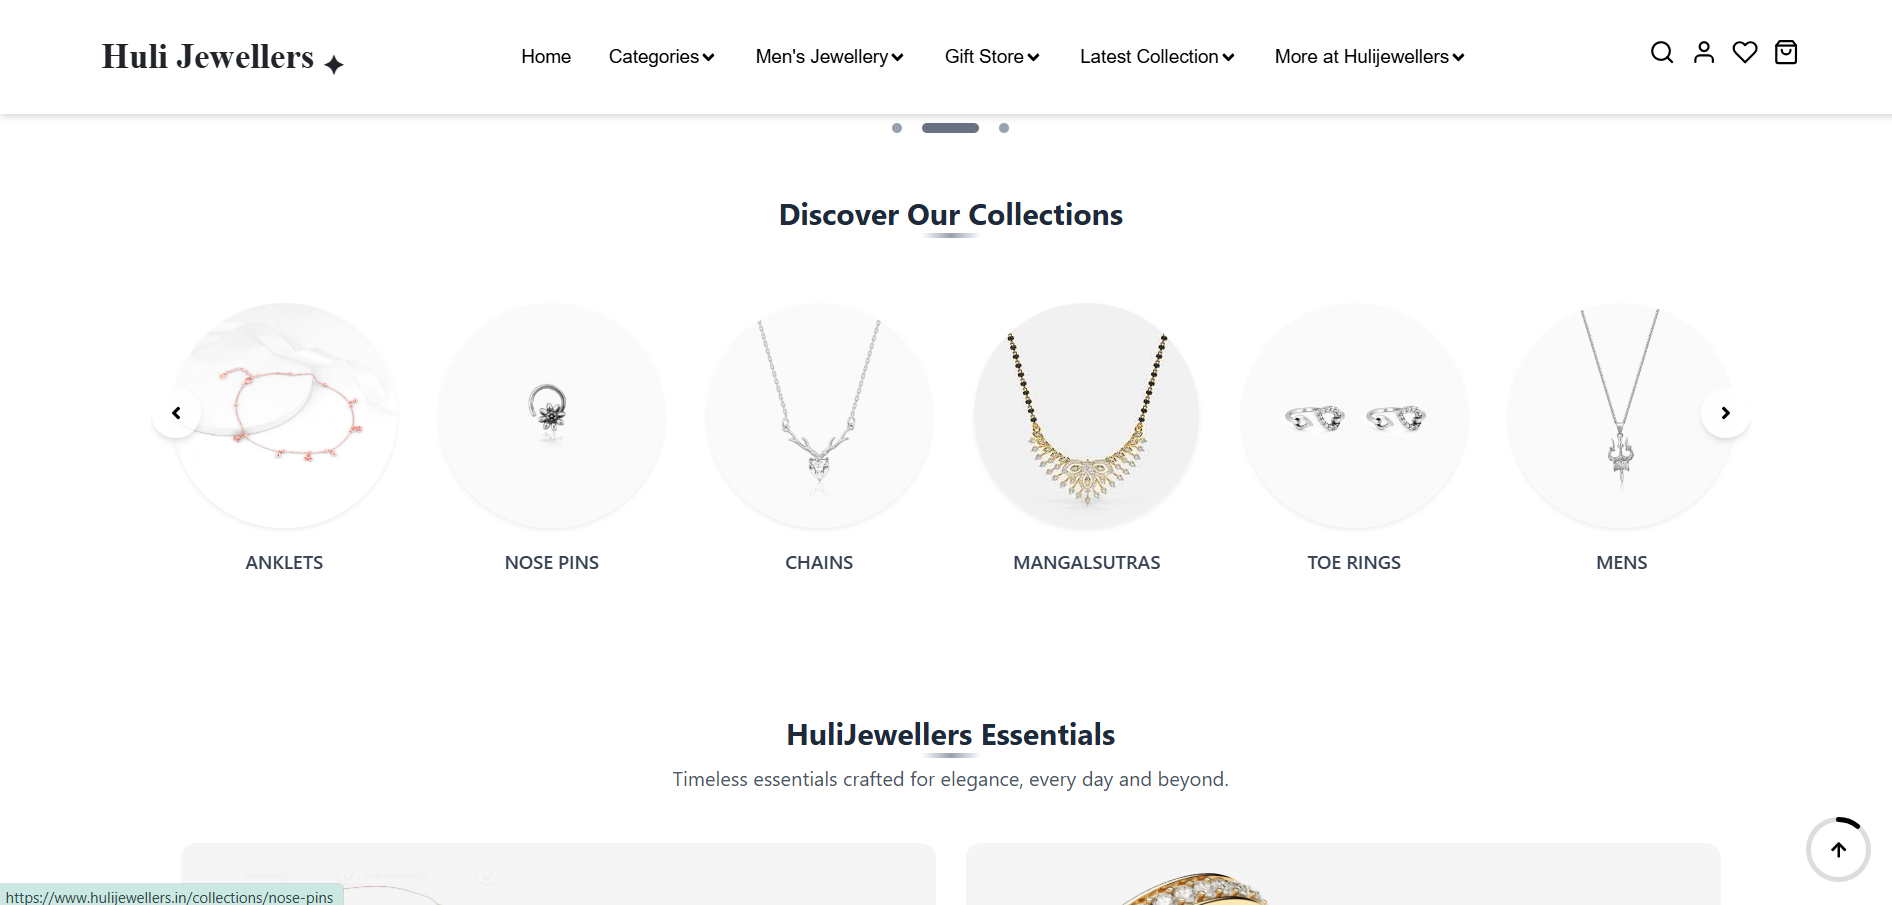 Huli Jewellers
Home Categories Men's Jewellery Gift Store Latest Collection More at Hulijewellers
Discover Our Collections
ANKLETS NOSE PINS CHAINS MANGALSUTRAS TOE RINGS MENS
HuliJewellers Essentials
Timeless essentials crafted for elegance, every day and beyond.
https://www.hulijewellers.in/collections/nose-pins